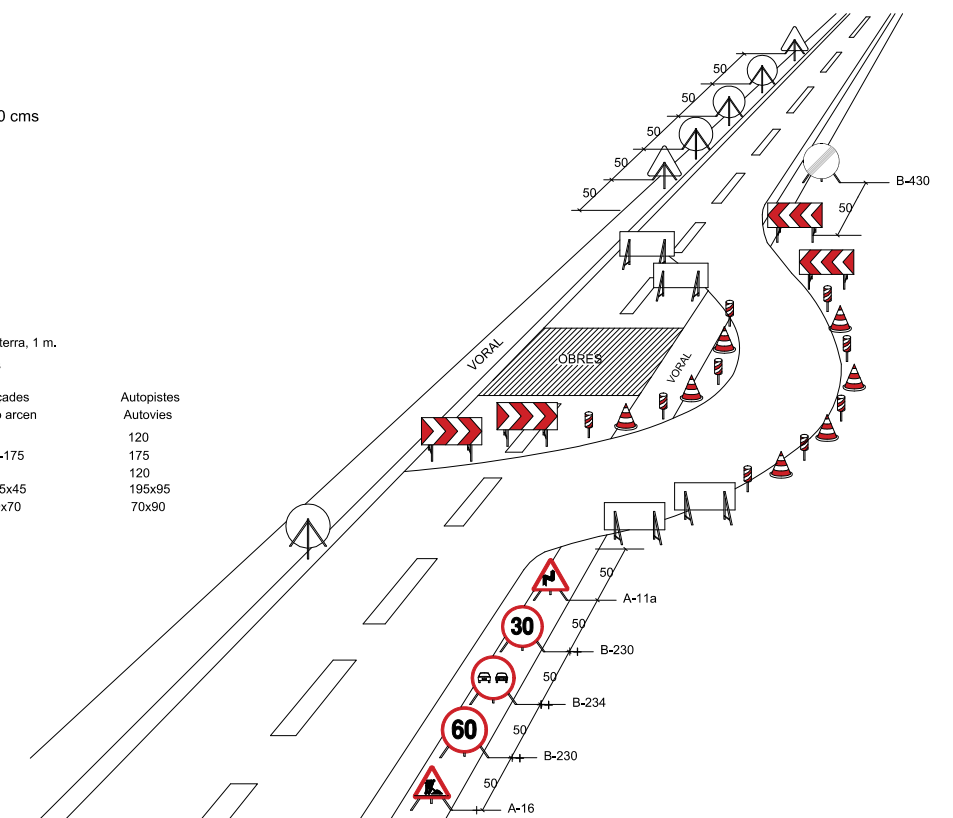 0 cms
terra, 1 m.
cades Autopistes
o arcen Autovies
120
-175 175
120
5x45 195x95
x70 70x90
50
50
50
50
50
B-430
50
VORAL
OBRES
VORAL
50
A-11a
30
50
B-230
50
B-234
60
50
B-230
50
A-16